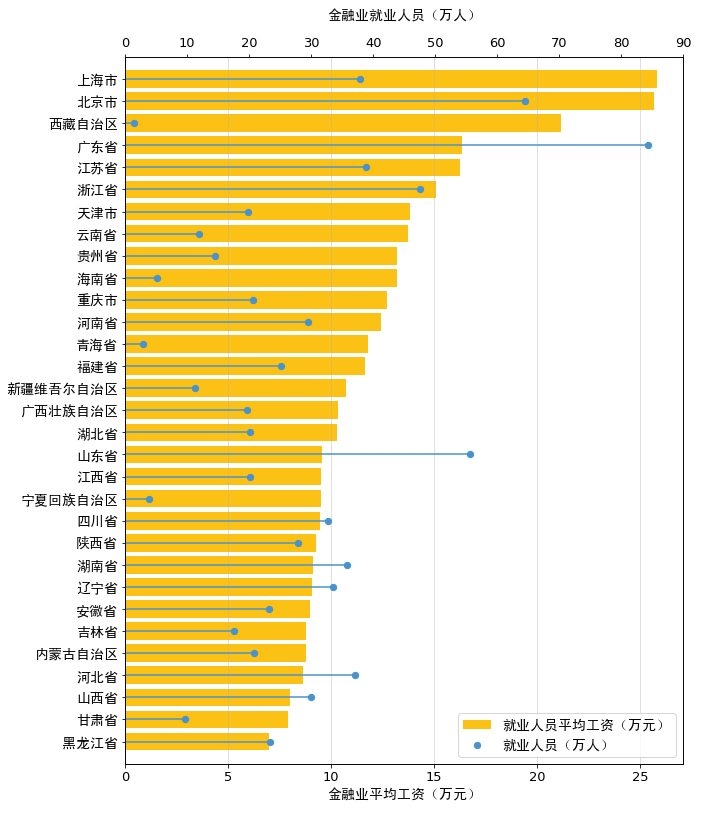 金融业就业人员（万人）
0 10 20 30 40 50 60 70 80 90
上海市
北京市
西藏自治区
广东省
江苏省
浙江省
天津市
云南省
贵州省
海南省
重庆市
河南省
青海省
福建省
新疆维吾尔自治区
广西壮族自治区
湖北省
山东省
江西省
宁夏回族自治区
四川省
陕西省
湖南省
辽宁省
安徽省
吉林省
内蒙古自治区
河北省
山西省
甘肃省
黑龙江省
就业人员平均工资（万元）
就业人员（万人）
0 5 10 15 20 25
金融业平均工资（万元）